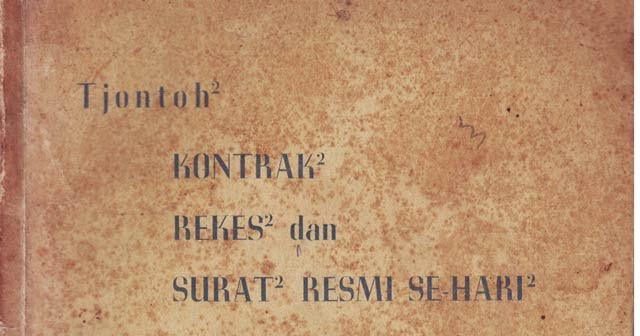 Tjontoh²
KONTRAK²
REKES² dan
SURAT² RESMI SE-HARI²